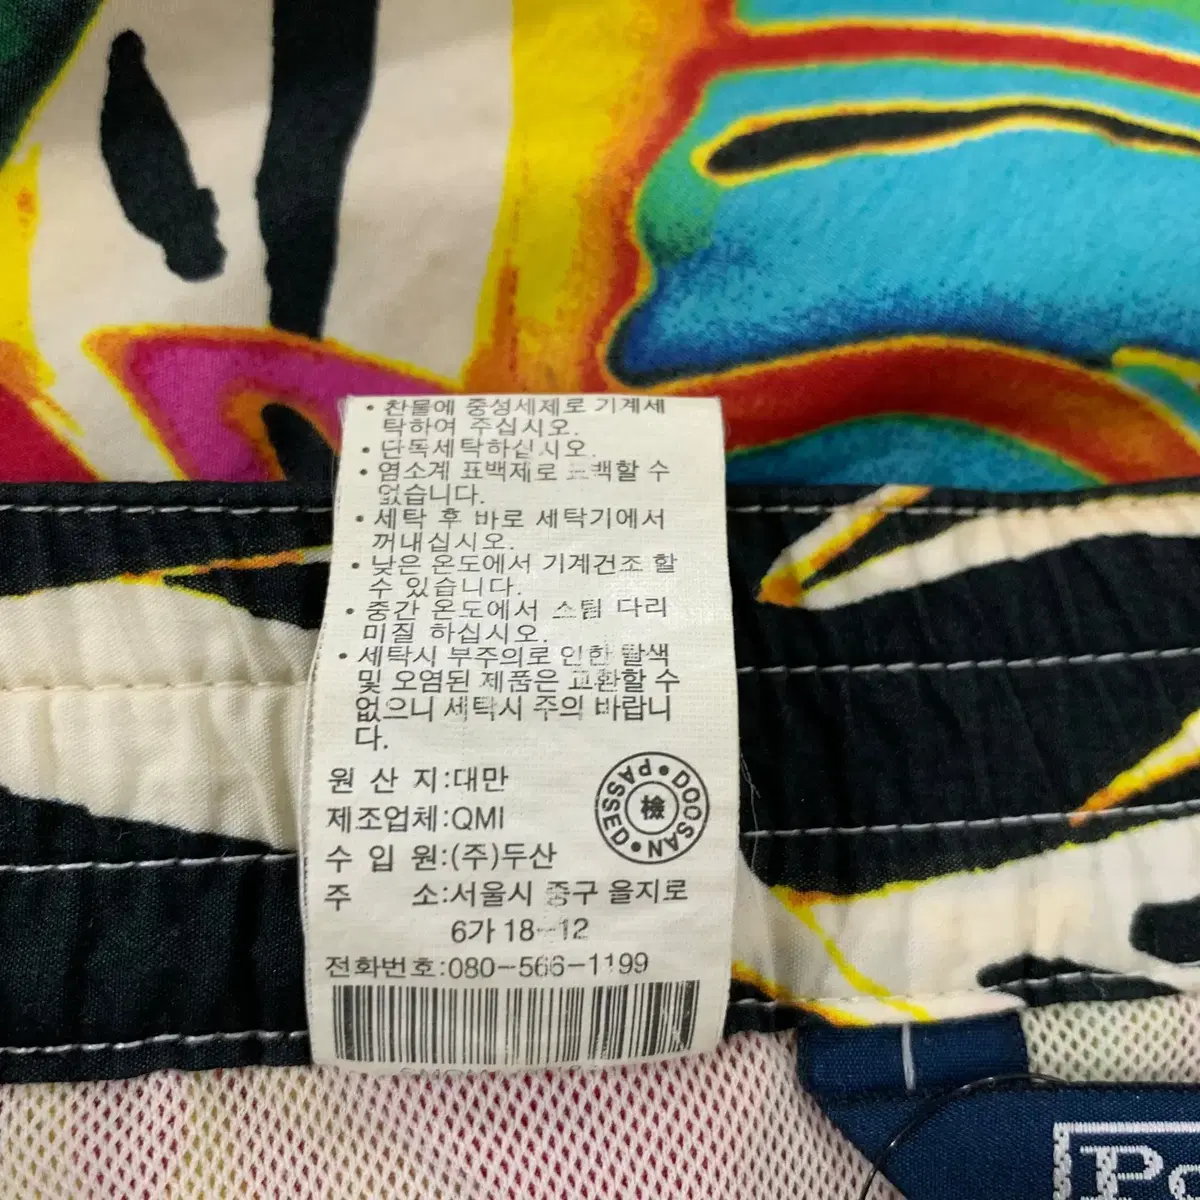 • 찬물에 중성세제로 기계세
탁하여 주십시오.
• 단독세탁하십시오.
• 염소계 표백제로 표백할 수
없습니다.
• 세탁 후 바로 세탁기에서
꺼내십시오.
• 낮은 온도에서 기계건조 할
수 있습니다.
• 중간 온도에서 스팀 다리
미질 하십시오.
• 세탁시 부주의로 인한 탈색
및 오염된 제품은 교환할 수
없으니 세탁시 주의 바랍니
다.
원 산 지:대만
제조업체:QMI
수 입 원:(주)두산
주 소:서울시 중구 을지로
6가 18-12
전화번호:080-566-1199
DOOSAN • PASSED •
檢